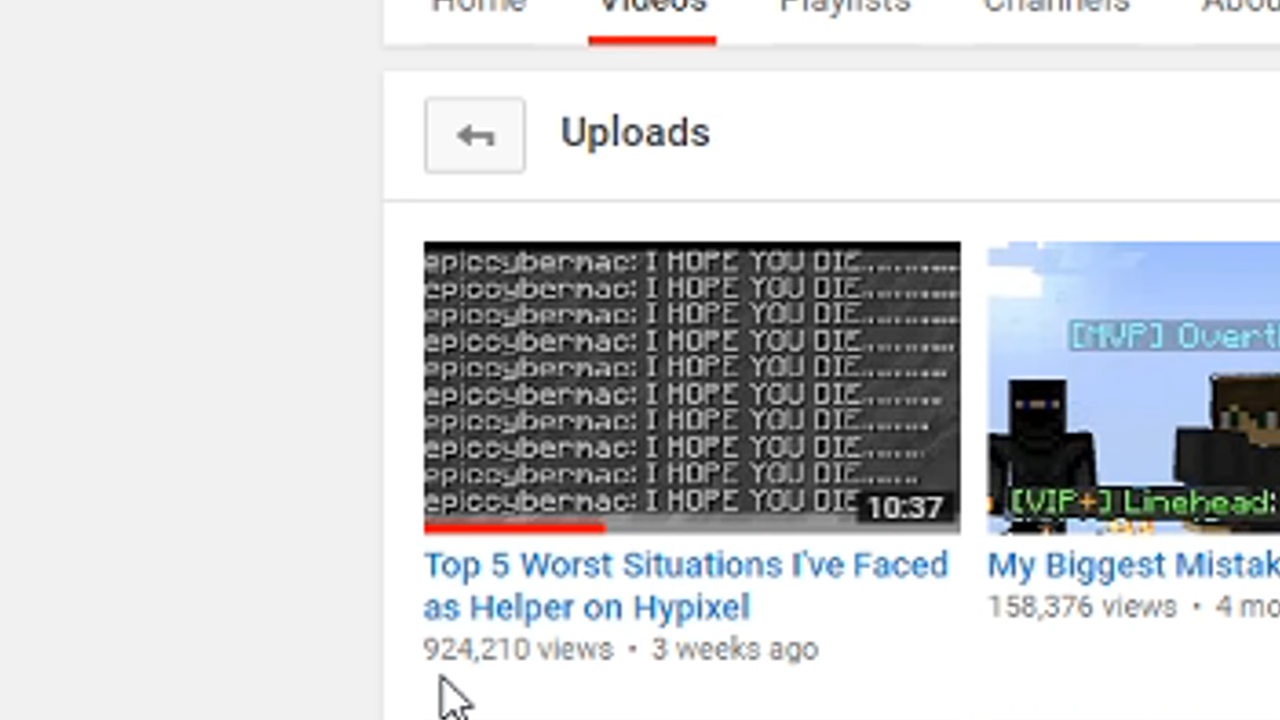 Home Videos Playlists Channels
Uploads
epiccybermac: I HOPE YOU DIE..........
epiccybermac: I HOPE YOU DIE..........
epiccybermac: I HOPE YOU DIE..........
epiccybermac: I HOPE YOU DIE..........
epiccybermac: I HOPE YOU DIE.........
epiccybermac: I HOPE YOU DIE.........
epiccybermac: I HOPE YOU DIE........
epiccybermac: I HOPE YOU DIE.......
epiccybermac: I HOPE YOU DIE.......
epiccybermac: I HOPE YOU DIE
10:37
[MVP] Overt
[VIP+] Linehead:
Top 5 Worst Situations I've Faced
as Helper on Hypixel
924,210 views • 3 weeks ago
My Biggest Mistak
158,376 views • 4 mo